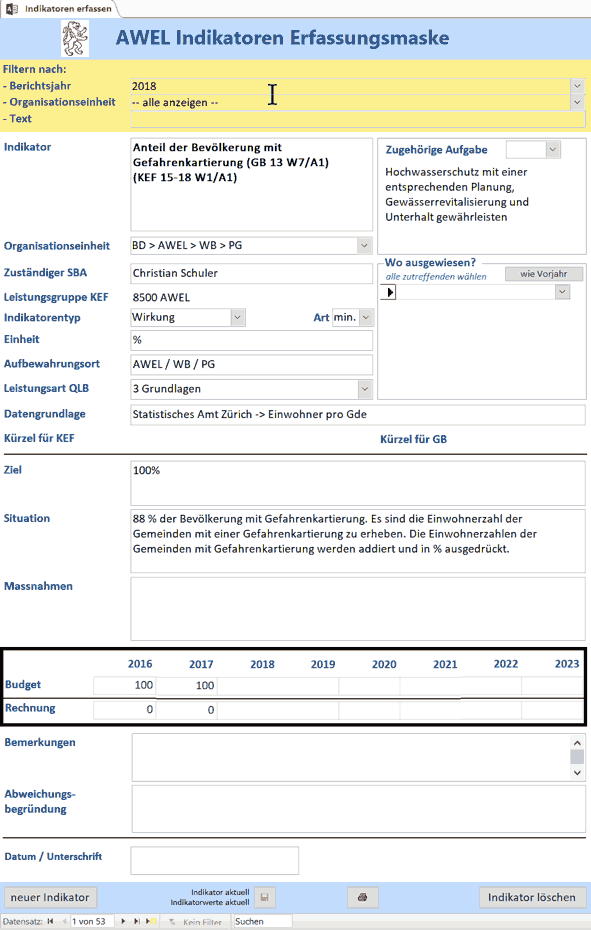 Indikatoren erfassen
AWEL Indikatoren Erfassungsmaske
Filtern nach:
- Berichtsjahr 2018
- Organisationseinheit -- alle anzeigen --
- Text
Indikator
Anteil der Bevölkerung mit
Gefahrenkartierung (GB 13 W7/A1)
(KEF 15-18 W1/A1)
Zugehörige Aufgabe
Hochwasserschutz mit einer
entsprechenden Planung,
Gewässerrevitalisierung und
Unterhalt gewährleisten
Organisationseinheit BD > AWEL > WB > PG
Zuständiger SBA Christian Schuler
Leistungsgruppe KEF 8500 AWEL
Indikatorentyp Wirkung Art min.
Einheit %
Aufbewahrungsort AWEL / WB / PG
Leistungsart QLB 3 Grundlagen
Wo ausgewiesen?
alle zutreffenden wählen wie Vorjahr
Datengrundlage Statistisches Amt Zürich -> Einwohner pro Gde
Kürzel für KEF Kürzel für GB
Ziel 100%
Situation 88 % der Bevölkerung mit Gefahrenkartierung. Es sind die Einwohnerzahl der
Gemeinden mit einer Gefahrenkartierung zu erheben. Die Einwohnerzahlen der
Gemeinden mit Gefahrenkartierung werden addiert und in % ausgedrückt.
Massnahmen
2016 2017 2018 2019 2020 2021 2022 2023
Budget 100 100
Rechnung 0 0
Bemerkungen
Abweichungs-
begründung
Datum / Unterschrift
neuer Indikator
Indikator aktuell
Indikatorwerte aktuell
Indikator löschen
Datensatz: 1 von 53 Kein Filter Suchen